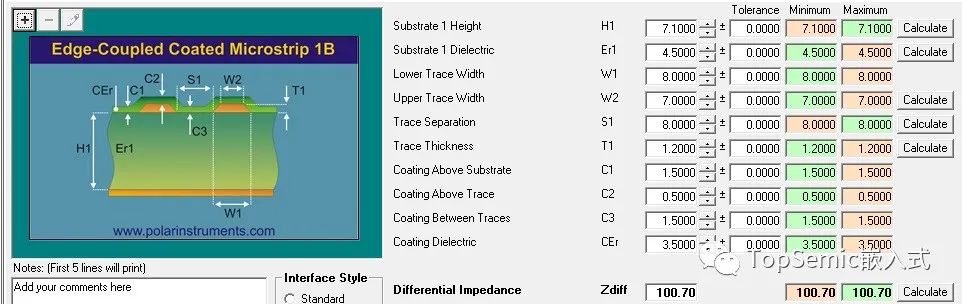 Tolerance Minimum Maximum
Substrate 1 Height H1 7.1000 ± 0.0000 7.1000 7.1000 Calculate
Substrate 1 Dielectric Er1 4.5000 ± 0.0000 4.5000 4.5000 Calculate
Lower Trace Width W1 8.0000 ± 0.0000 8.0000 8.0000
Upper Trace Width W2 7.0000 ± 0.0000 7.0000 7.0000 Calculate
Trace Separation S1 8.0000 ± 0.0000 8.0000 8.0000 Calculate
Trace Thickness T1 1.2000 ± 0.0000 1.2000 1.2000 Calculate
Coating Above Substrate C1 1.5000 ± 0.0000 1.5000 1.5000
Coating Above Trace C2 0.5000 ± 0.0000 0.5000 0.5000
Coating Between Traces C3 1.5000 ± 0.0000 1.5000 1.5000
Coating Dielectric CEr 3.5000 ± 0.0000 3.5000 3.5000
Differential Impedance Zdiff 100.70 100.70 100.70 Calculate
Edge-Coupled Coated Microstrip 1B
C2 S1 W2
CEr C1 T1
C3
H1 Er1
W1
www.polarinstruments.com
Notes: (First 5 lines will print)
Add your comments here
Interface Style
Standard
TopSemic嵌入式